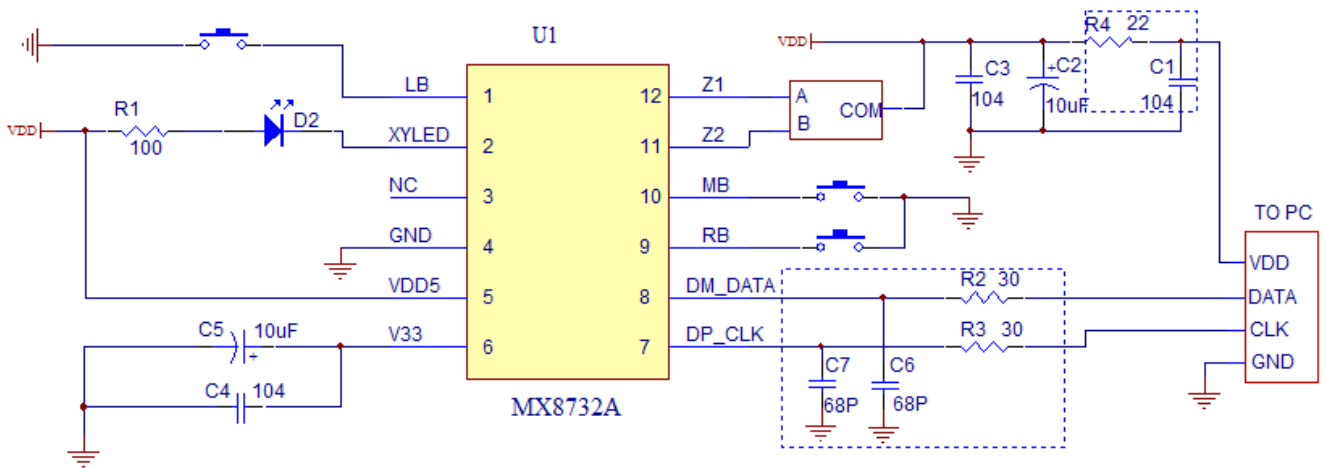 U1
R4 22
VDD
C3
104
C2
10uF
C1
104
LB
1
12
Z1
A
COM
R1
VDD
100
D2
XYLED
2
11
Z2
B
NC
3
10
MB
GND
4
9
RB
TO PC
VDD
DATA
CLK
GND
VDD5
5
8
DM_DATA
R2 30
C5 10uF
+
V33
6
7
DP_CLK
R3 30
C4 104
C7
68P
C6
68P
MX8732A